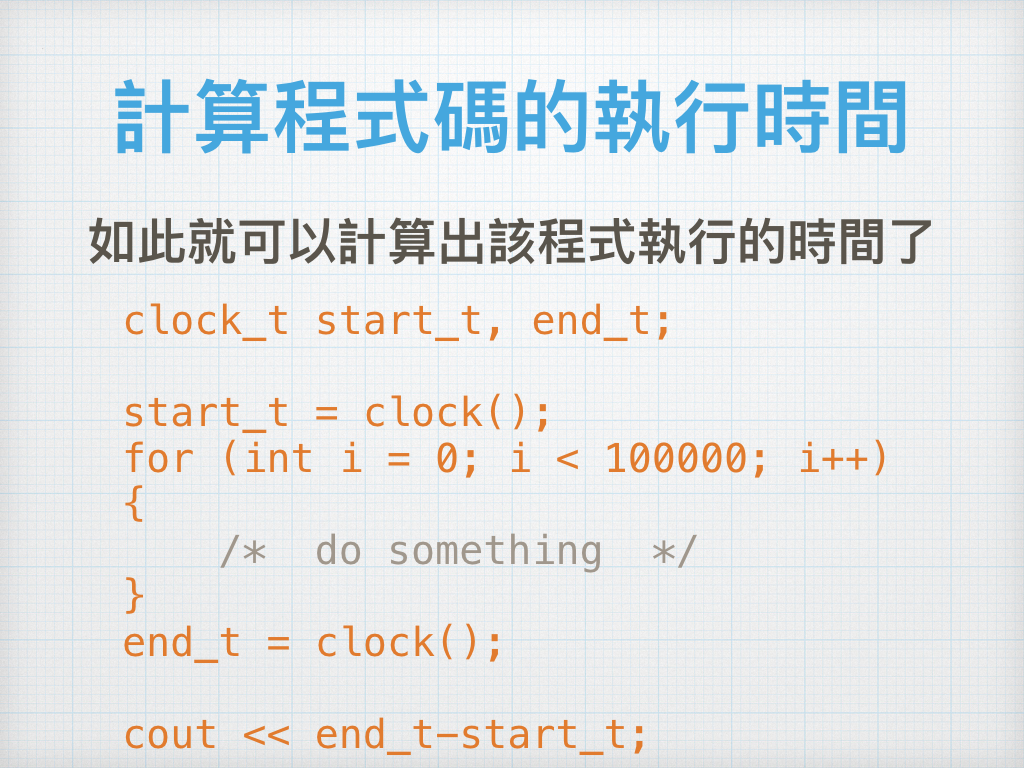 計算程式碼的執行時間
如此就可以計算出該程式執行的時間了
clock_t start_t, end_t;
start_t = clock();
for (int i = 0; i < 100000; i++)
{
    /*  do something  */
}
end_t = clock();
cout << end_t-start_t;